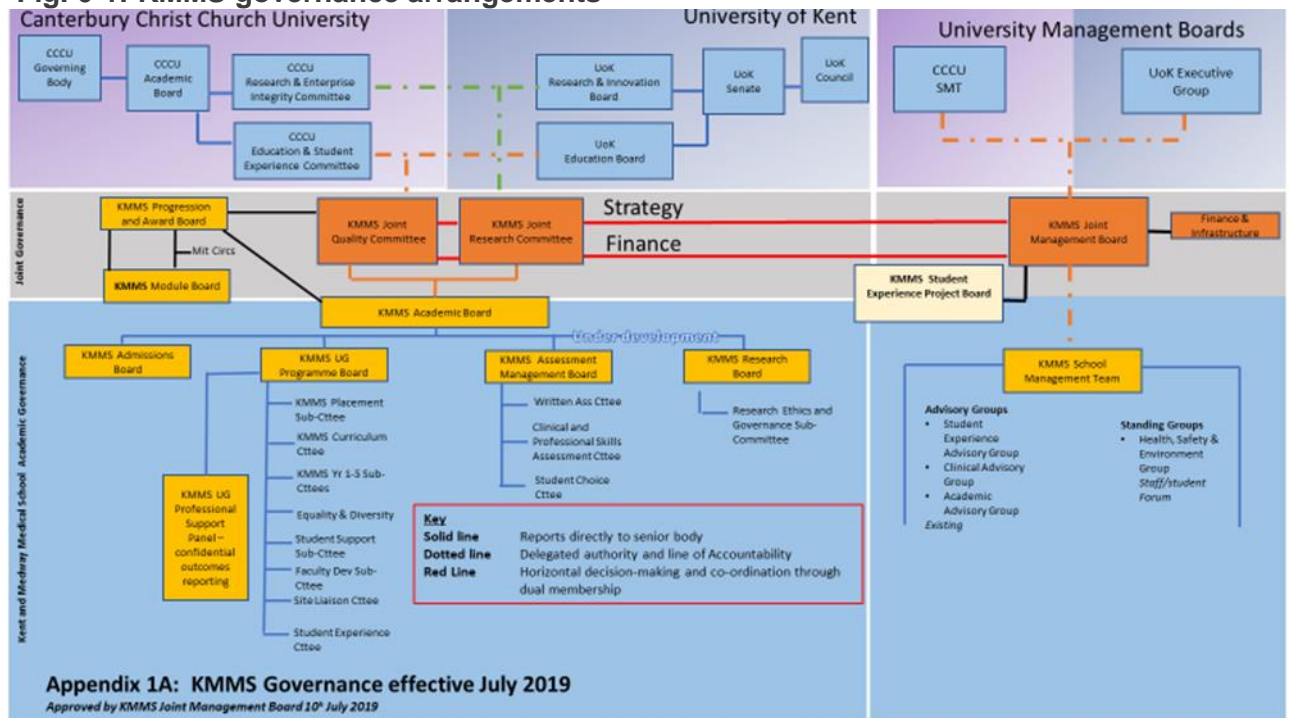 Fig. 6-1: KMMS governance arrangements
Canterbury Christ Church University
University of Kent
University Management Boards
CCCU
Governing
Body
CCCU
Academic
Board
CCCU
Research & Enterprise
Integrity Committee
CCCU
Education & Student
Experience Committee
UoK
Research & Innovation
Board
UoK
Education Board
UoK
Senate
UoK
Council
CCCU
SMT
UoK Executive
Group
Joint Governance
KMMS Progression
and Award Board
Mit Circs
KMMS Module Board
KMMS Joint
Quality Committee
KMMS Joint
Research Committee
Strategy
Finance
KMMS Joint
Management Board
Finance &
Infrastructure
KMMS Student
Experience Project Board
Kent and Medway Medical School Academic Governance
KMMS Academic Board
Under development
KMMS Admissions
Board
KMMS UG
Programme Board
KMMS Assessment
Management Board
KMMS Research
Board
KMMS School
Management Team
KMMS Placement
Sub-Cttee
KMMS Curriculum
Cttee
KMMS Yr 1-5 Sub-
Cttees
Equality & Diversity
Student Support
Sub-Cttee
Faculty Dev Sub-
Cttee
Site Liaison Cttee
Student Experience
Cttee
KMMS UG
Professional
Support
Panel –
confidential
outcomes
reporting
Written Ass Cttee
Clinical and
Professional Skills
Assessment Cttee
Student Choice
Cttee
Research Ethics and
Governance Sub-
Committee
Advisory Groups
• Student
Experience
Advisory Group
• Clinical Advisory
Group
• Academic
Advisory Group
Existing
Standing Groups
• Health, Safety &
Environment
Group
Staff/student
Forum
Key
Solid line Reports directly to senior body
Dotted line Delegated authority and line of Accountability
Red Line Horizontal decision-making and co-ordination through
dual membership
Appendix 1A: KMMS Governance effective July 2019
Approved by KMMS Joint Management Board 10th July 2019